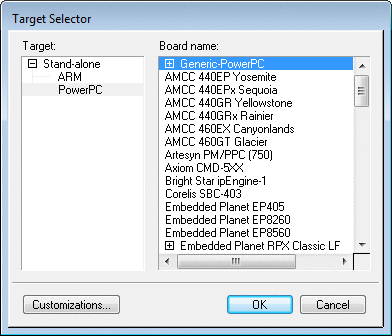 Target Selector
Target:
Stand-alone
ARM
PowerPC
Board name:
Generic-PowerPC
AMCC 440EP Yosemite
AMCC 440EPx Sequoia
AMCC 440GR Yellowstone
AMCC 440GRx Rainier
AMCC 460EX Canyonlands
AMCC 460GT Glacier
Artesyn PM/PPC (750)
Axiom CMD-5XX
Bright Star ipEngine-1
Corelis SBC-403
Embedded Planet EP405
Embedded Planet EP8260
Embedded Planet EP8560
Embedded Planet RPX Classic LF
Customizations...
OK
Cancel